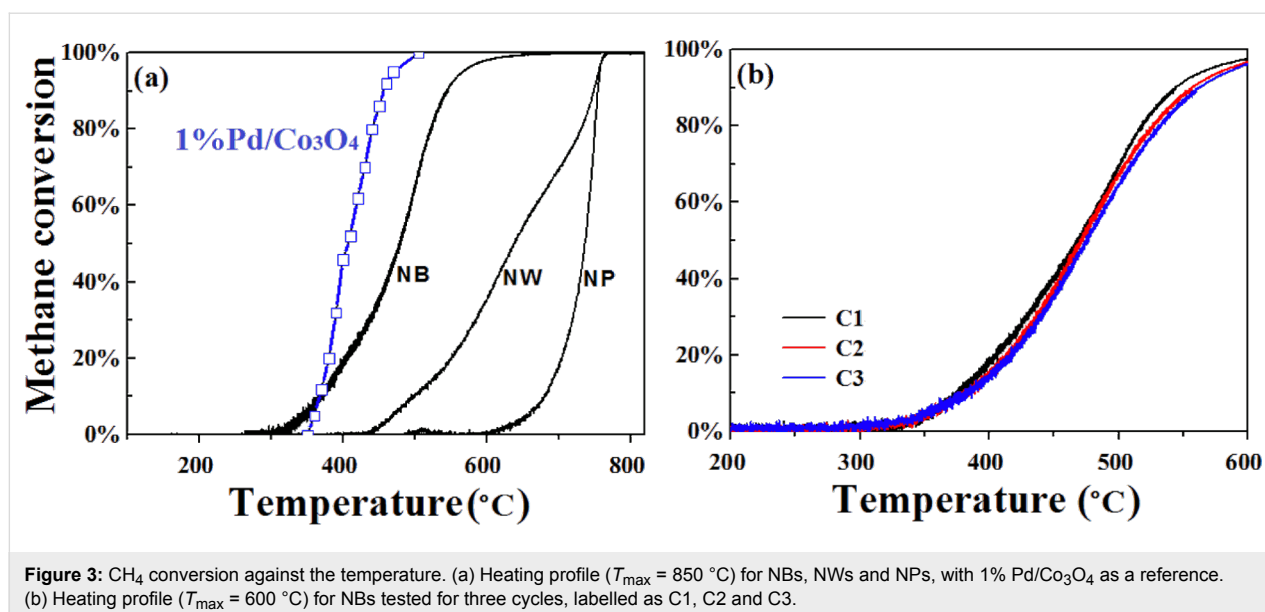 Methane conversion
100%
80%
60%
40%
20%
0%
(a)
1%Pd/Co₃O₄
NB
NW
NP
200
400
600
800
Temperature(°C)
100%
80%
60%
40%
20%
0%
(b)
C1
C2
C3
200
300
400
500
600
Temperature (°C)
Figure 3: CH₄ conversion against the temperature. (a) Heating profile (Tmax = 850 °C) for NBs, NWs and NPs, with 1% Pd/Co₃O₄ as a reference.
(b) Heating profile (Tmax = 600 °C) for NBs tested for three cycles, labelled as C1, C2 and C3.